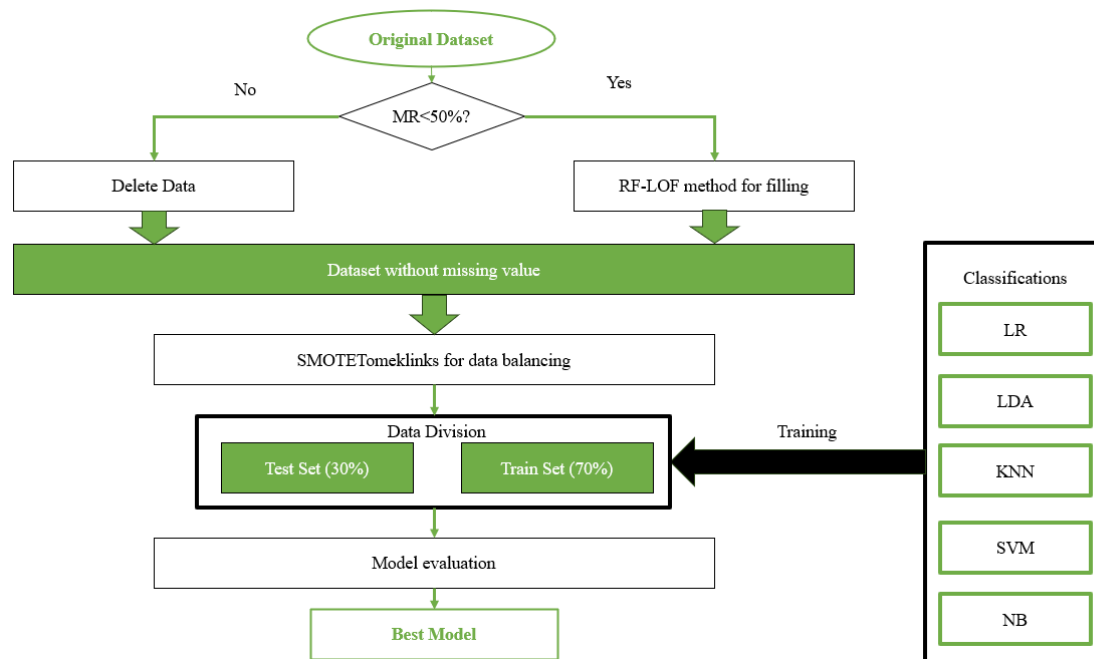 Original Dataset
No
Yes
MR<50%?
Delete Data
RF-LOF method for filling
Dataset without missing value
SMOTETomeklinks for data balancing
Data Division
Test Set (30%)
Train Set (70%)
Training
Model evaluation
Best Model
Classifications
LR
LDA
KNN
SVM
NB